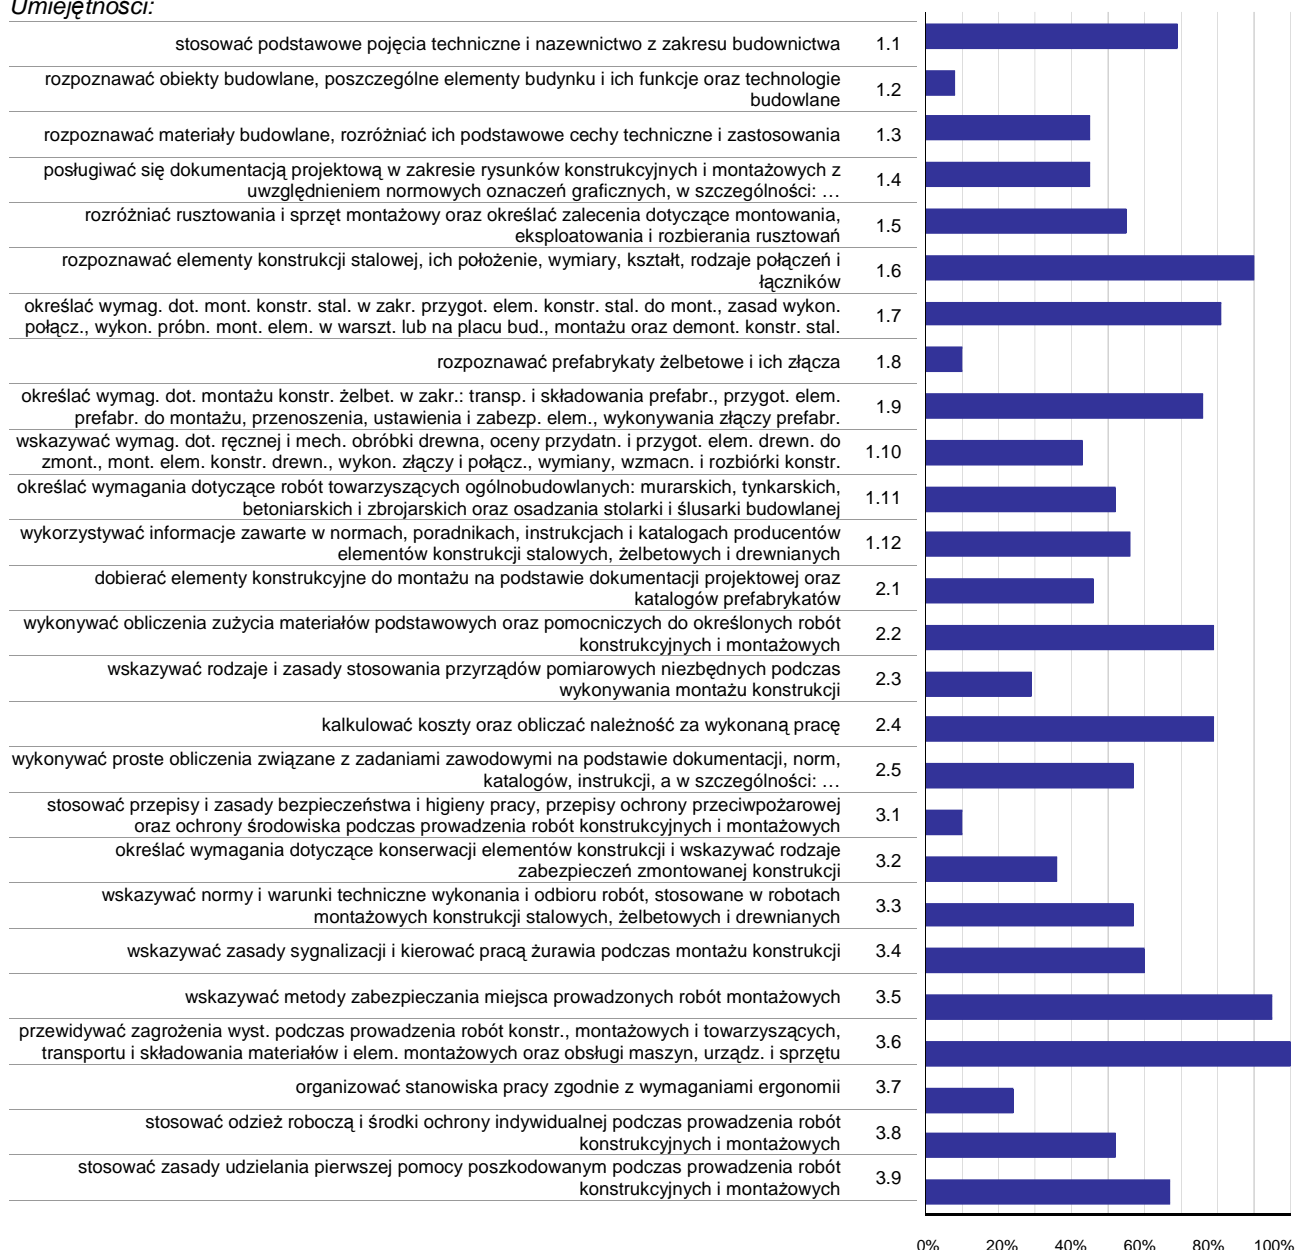 Umiejętności:
stosować podstawowe pojęcia techniczne i nazewnictwo z zakresu budownictwa 1.1
rozpoznawać obiekty budowlane, poszczególne elementy budynku i ich funkcje oraz technologie
budowlane 1.2
rozpoznawać materiały budowlane, rozróżniać ich podstawowe cechy techniczne i zastosowania 1.3
posługiwać się dokumentacją projektową w zakresie rysunków konstrukcyjnych i montażowych z
uwzględnieniem normowych oznaczeń graficznych, w szczególności: … 1.4
rozróżniać rusztowania i sprzęt montażowy oraz określać zalecenia dotyczące montowania,
eksploatowania i rozbierania rusztowań 1.5
rozpoznawać elementy konstrukcji stalowej, ich położenie, wymiary, kształt, rodzaje połączeń i
łączników 1.6
określać wymag. dot. mont. konstr. stal. w zakr. przygot. elem. konstr. stal. do mont., zasad wykon.
połącz., wykon. próbn. mont. elem. w warszt. lub na placu bud., montażu oraz demont. konstr. stal. 1.7
rozpoznawać prefabrykaty żelbetowe i ich złącza 1.8
określać wymag. dot. montażu konstr. żelbet. w zakr.: transp. i składowania prefabr., przygot. elem.
prefabr. do montażu, przenoszenia, ustawienia i zabezp. elem., wykonywania złączy prefabr. 1.9
wskazywać wymag. dot. ręcznej i mech. obróbki drewna, oceny przydatn. i przygot. elem. drewn. do
zmont., mont. elem. konstr. drewn., wykon. złączy i połącz., wymiany, wzmacn. i rozbiórki konstr. 1.10
określać wymagania dotyczące robót towarzyszących ogólnobudowlanych: murarskich, tynkarskich,
betoniarskich i zbrojarskich oraz osadzania stolarki i ślusarki budowlanej 1.11
wykorzystywać informacje zawarte w normach, poradnikach, instrukcjach i katalogach producentów
elementów konstrukcji stalowych, żelbetowych i drewnianych 1.12
dobierać elementy konstrukcyjne do montażu na podstawie dokumentacji projektowej oraz
katalogów prefabrykatów 2.1
wykonywać obliczenia zużycia materiałów podstawowych oraz pomocniczych do określonych robót
konstrukcyjnych i montażowych 2.2
wskazywać rodzaje i zasady stosowania przyrządów pomiarowych niezbędnych podczas
wykonywania montażu konstrukcji 2.3
kalkulować koszty oraz obliczać należność za wykonaną pracę 2.4
wykonywać proste obliczenia związane z zadaniami zawodowymi na podstawie dokumentacji, norm,
katalogów, instrukcji, a w szczególności: … 2.5
stosować przepisy i zasady bezpieczeństwa i higieny pracy, przepisy ochrony przeciwpożarowej
oraz ochrony środowiska podczas prowadzenia robót konstrukcyjnych i montażowych 3.1
określać wymagania dotyczące konserwacji elementów konstrukcji i wskazywać rodzaje
zabezpieczeń zmontowanej konstrukcji 3.2
wskazywać normy i warunki techniczne wykonania i odbioru robót, stosowane w robotach
montażowych konstrukcji stalowych, żelbetowych i drewnianych 3.3
wskazywać zasady sygnalizacji i kierować pracą żurawia podczas montażu konstrukcji 3.4
wskazywać metody zabezpieczania miejsca prowadzonych robót montażowych 3.5
przewidywać zagrożenia wyst. podczas prowadzenia robót konstr., montażowych i towarzyszących,
transportu i składowania materiałów i elem. montażowych oraz obsługi maszyn, urządz. i sprzętu 3.6
organizować stanowiska pracy zgodnie z wymaganiami ergonomii 3.7
stosować odzież roboczą i środki ochrony indywidualnej podczas prowadzenia robót
konstrukcyjnych i montażowych 3.8
stosować zasady udzielania pierwszej pomocy poszkodowanym podczas prowadzenia robót
konstrukcyjnych i montażowych 3.9
0% 20% 40% 60% 80% 100%